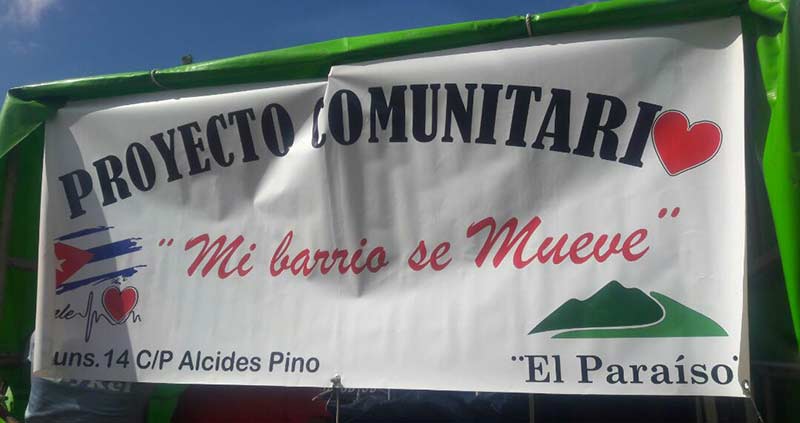 PROYECTO COMUNITARI
"Mi barrio se Mueve"
uns.14 C/P Alcides Pino
"El Paraíso"